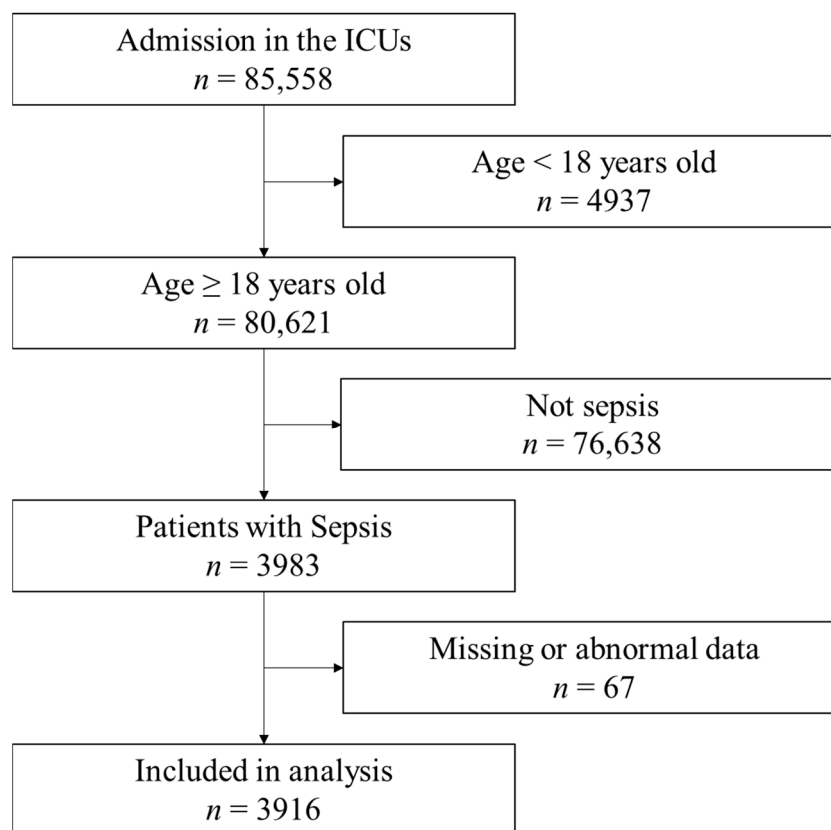 Admission in the ICUs
n = 85,558
Age < 18 years old
n = 4937
Age ≥ 18 years old
n = 80,621
Not sepsis
n = 76,638
Patients with Sepsis
n = 3983
Missing or abnormal data
n = 67
Included in analysis
n = 3916